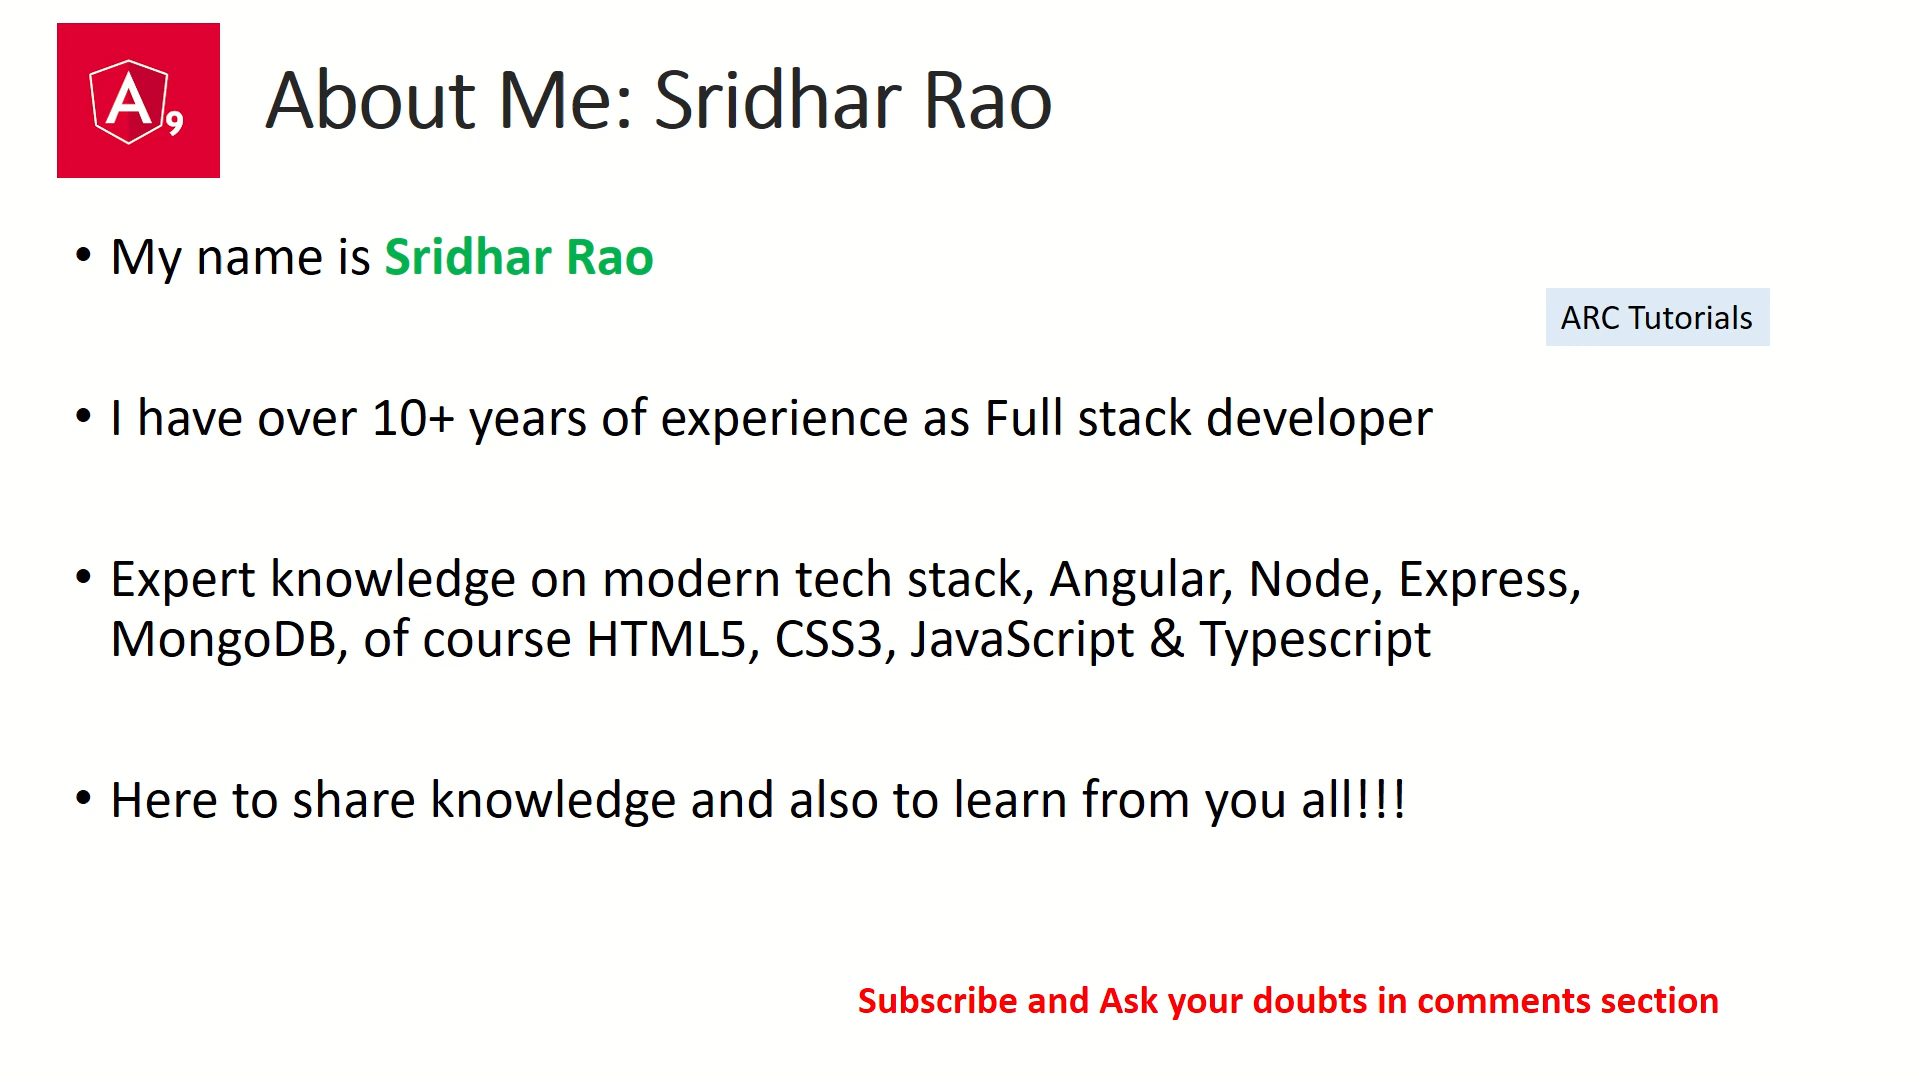 A 9
About Me: Sridhar Rao
• My name is Sridhar Rao
ARC Tutorials
• I have over 10+ years of experience as Full stack developer
• Expert knowledge on modern tech stack, Angular, Node, Express,
MongoDB, of course HTML5, CSS3, JavaScript & Typescript
• Here to share knowledge and also to learn from you all!!!
Subscribe and Ask your doubts in comments section